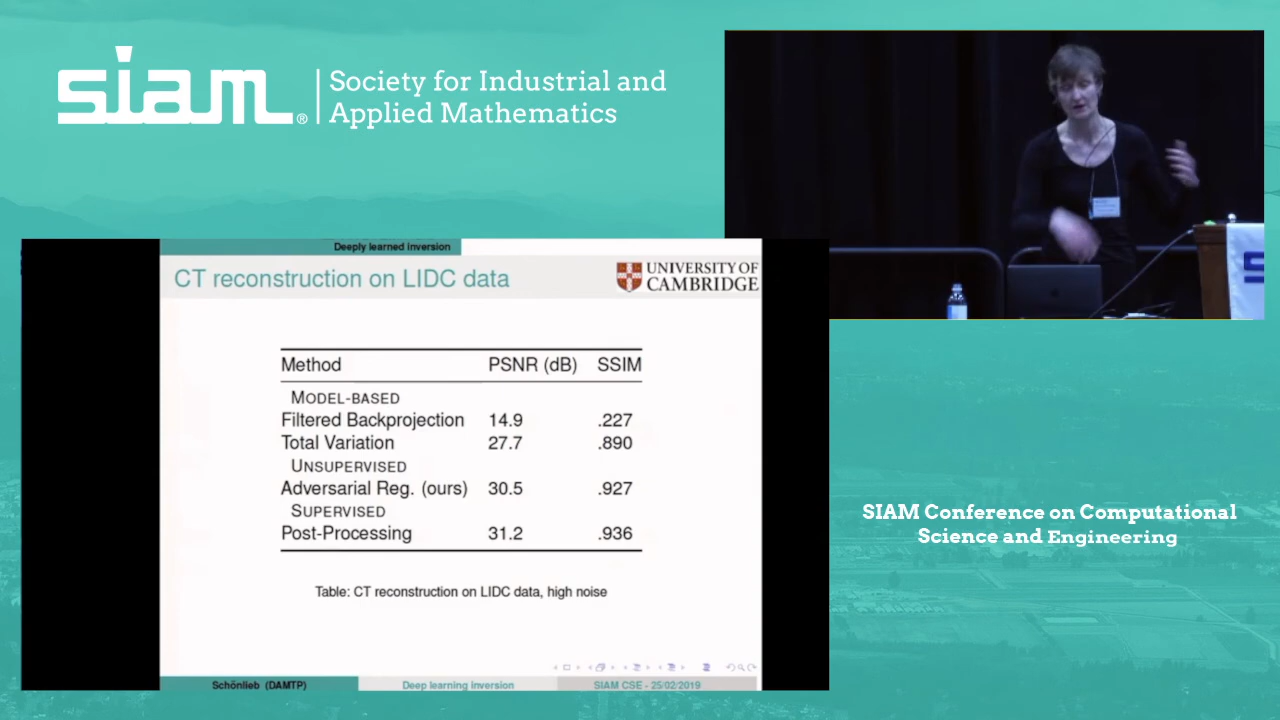 siam® Society for Industrial and
Applied Mathematics
Deeply learned inversion
CT reconstruction on LIDC data
UNIVERSITY OF
CAMBRIDGE
Method PSNR (dB) SSIM
MODEL-BASED
Filtered Backprojection 14.9 .227
Total Variation 27.7 .890
UNSUPERVISED
Adversarial Reg. (ours) 30.5 .927
SUPERVISED
Post-Processing 31.2 .936
Table: CT reconstruction on LIDC data, high noise
Schönlieb (DAMTP) Deep learning inversion SIAM CSE - 25/02/2019
SIAM Conference on Computational
Science and Engineering